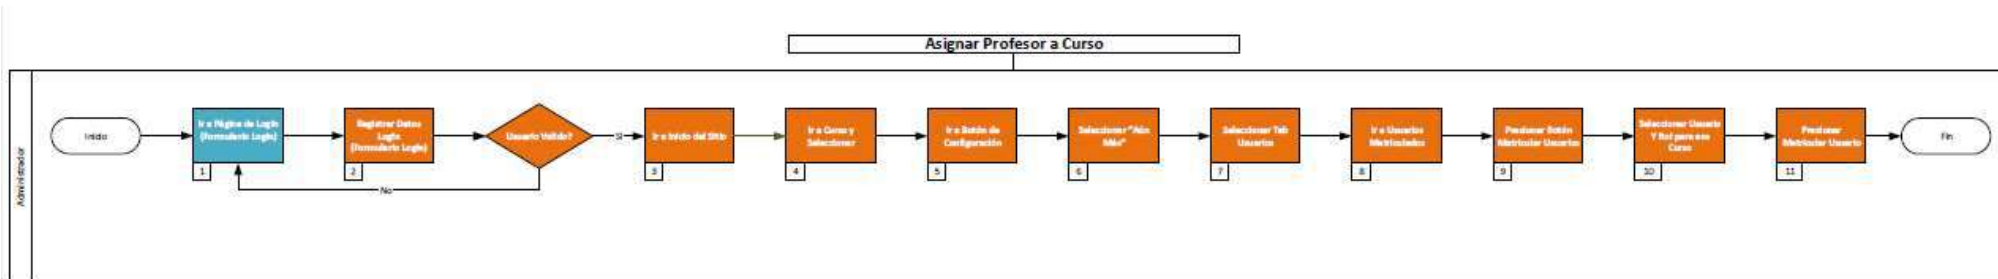 Asignar Profesor a Curso
Administrador
Inicio
Ir a Página de Login
(Formulario Login)
1
Registrar Datos
Login
(Formulario Login)
2
Usuario Valido?
Si
No
Ir a Inicio del Sitio
3
Ir a Curso y
Seleccionar
4
Ir a Botón de
Configuración
5
Seleccionar "Aún
Más"
6
Seleccionar Tab
Usuarios
7
Ir a Usuarios
Matriculados
8
Presionar Botón
Matricular Usuarios
9
Seleccionar Usuario
Y Rol para ese
Curso
10
Presionar
Matricular Usuario
11
Fin